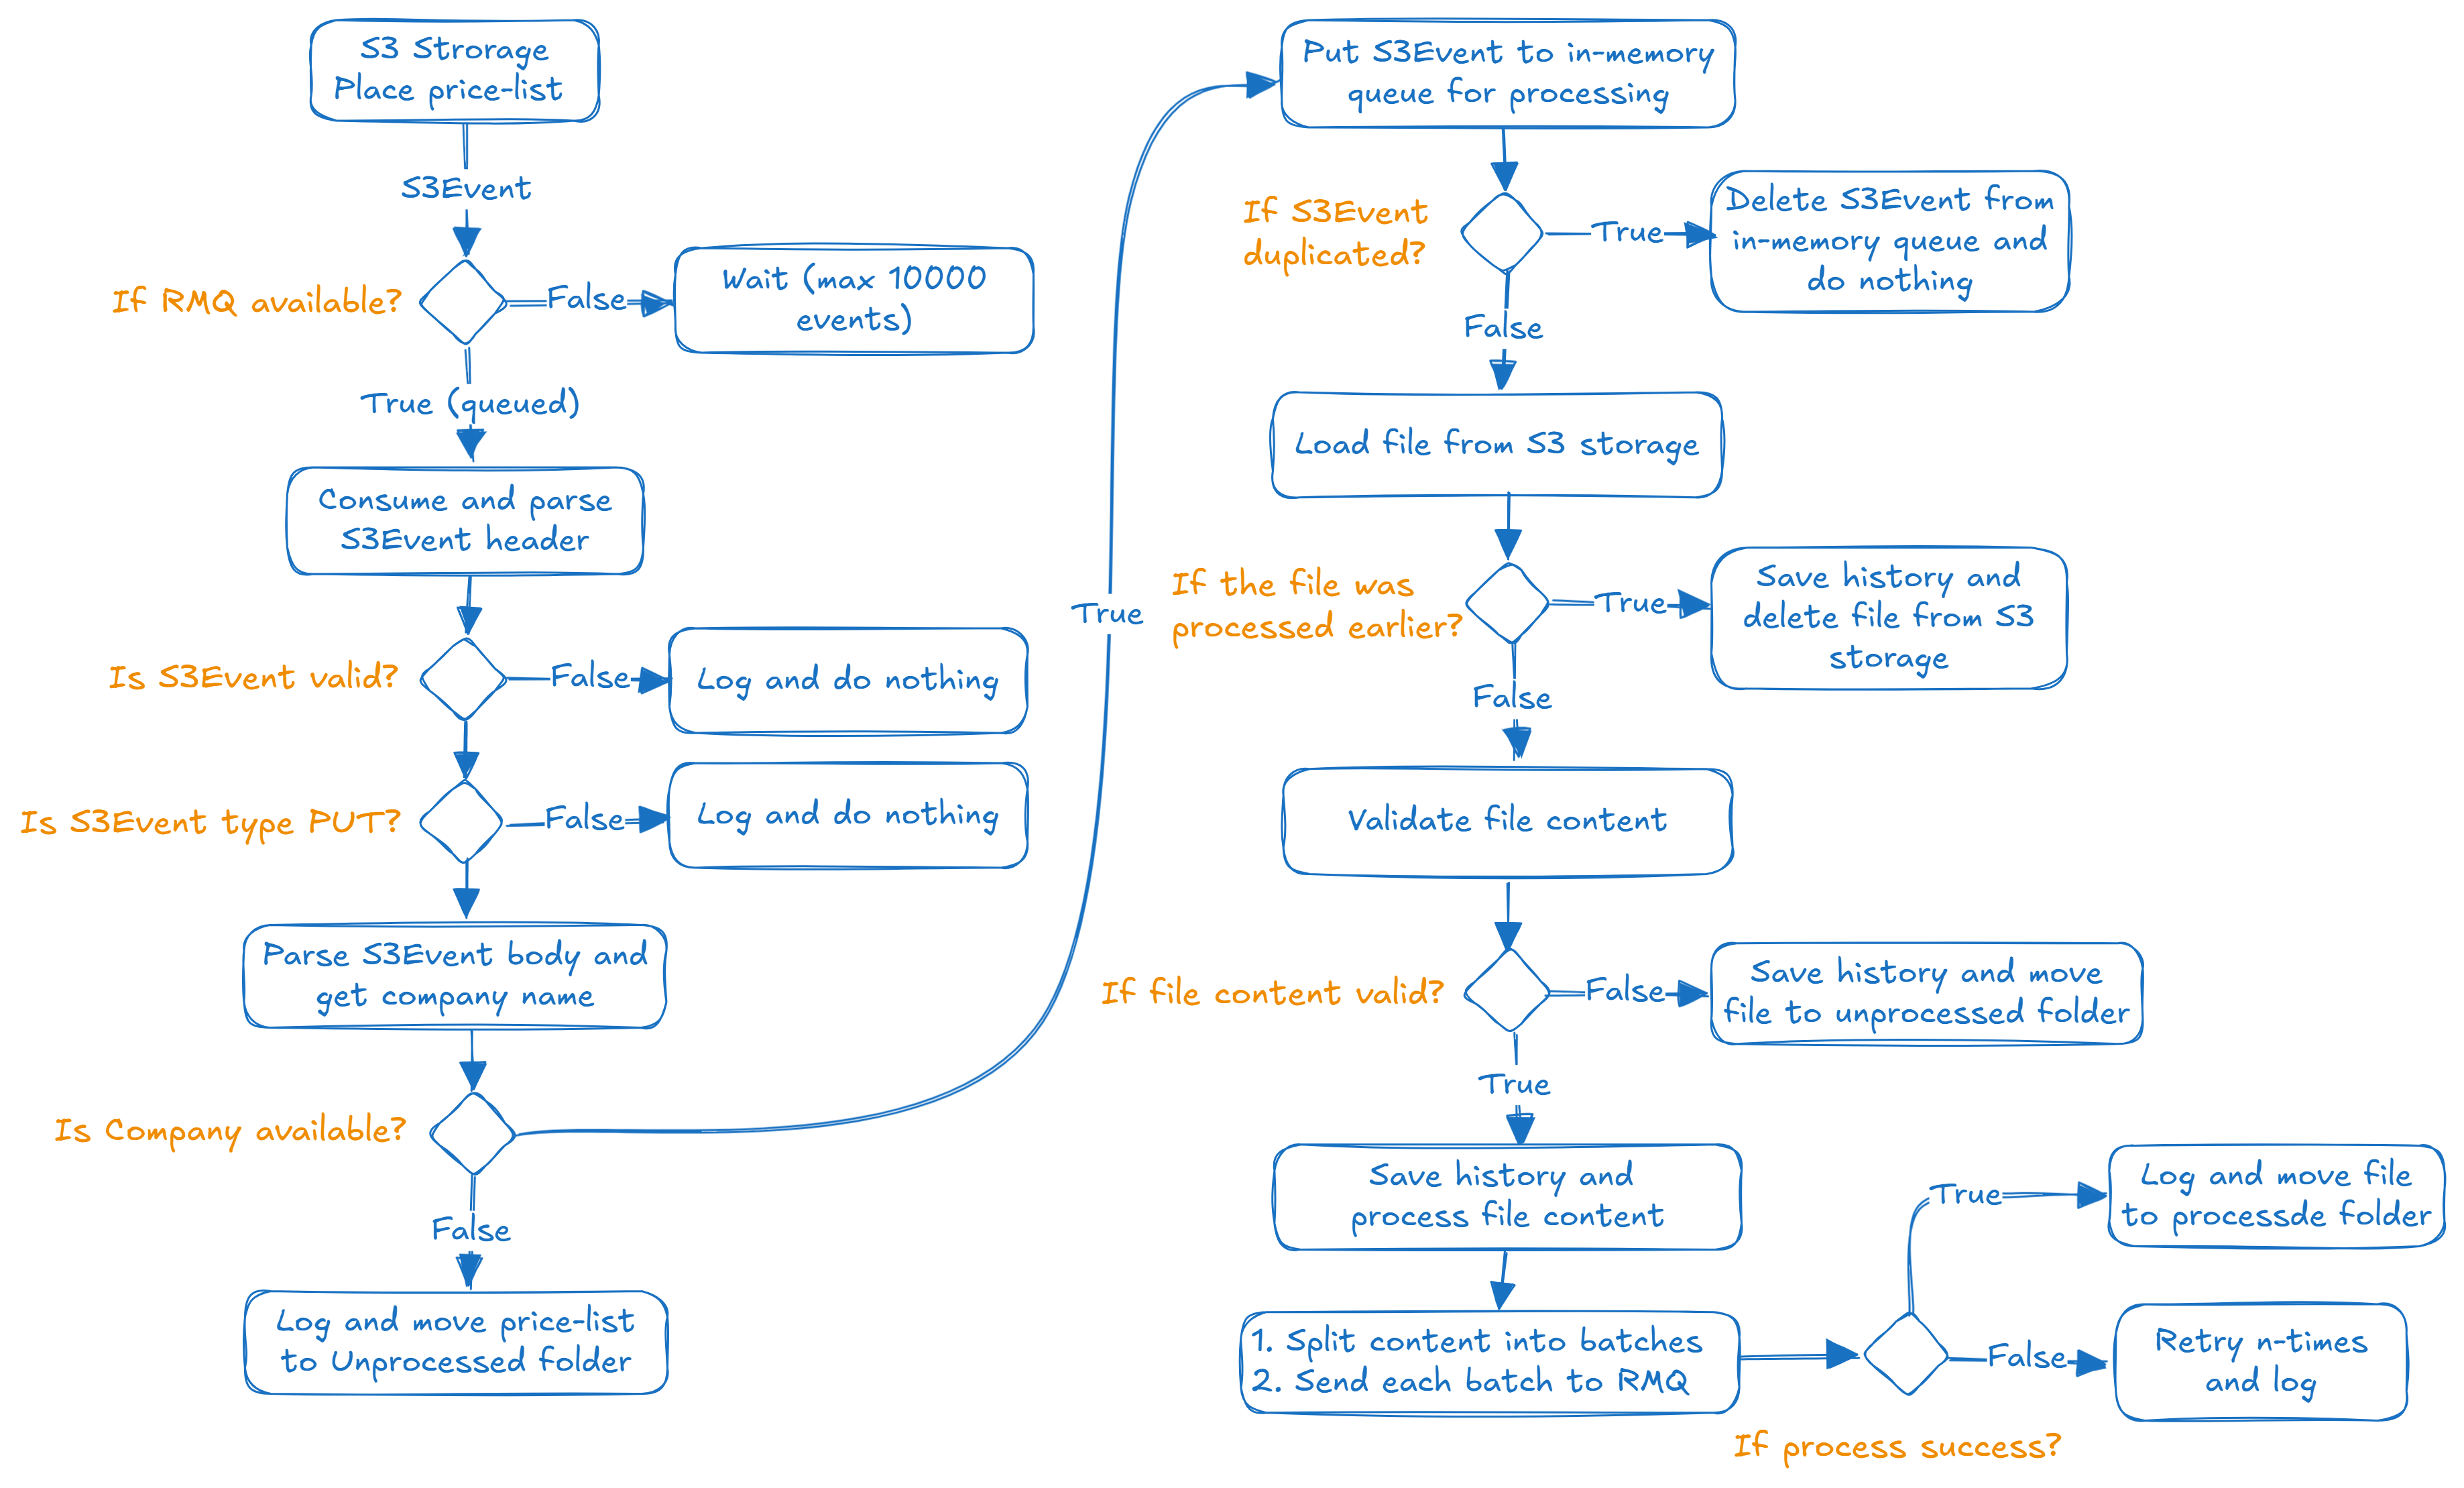 S3 Strorage
Place price-list
S3Event
If RMQ available?
False
Wait (max 10000
events)
True (queued)
Consume and parse
S3Event header
Is S3Event valid?
False
Log and do nothing
Is S3Event type PUT?
False
Log and do nothing
Parse S3Event body and
get company name
Is Company available?
True
False
Log and move price-list
to Unprocessed folder
Put S3Event to in-memory
queue for processing
If S3Event
duplicated?
True
Delete S3Event from
in-memory queue and
do nothing
False
Load file from S3 storage
If the file was
processed earlier?
True
Save history and
delete file from S3
storage
False
Validate file content
If file content valid?
False
Save history and move
file to unprocessed folder
True
Save history and
process file content
1. Split content into batches
2. Send each batch to RMQ
If process success?
True
Log and move file
to processde folder
False
Retry n-times
and log